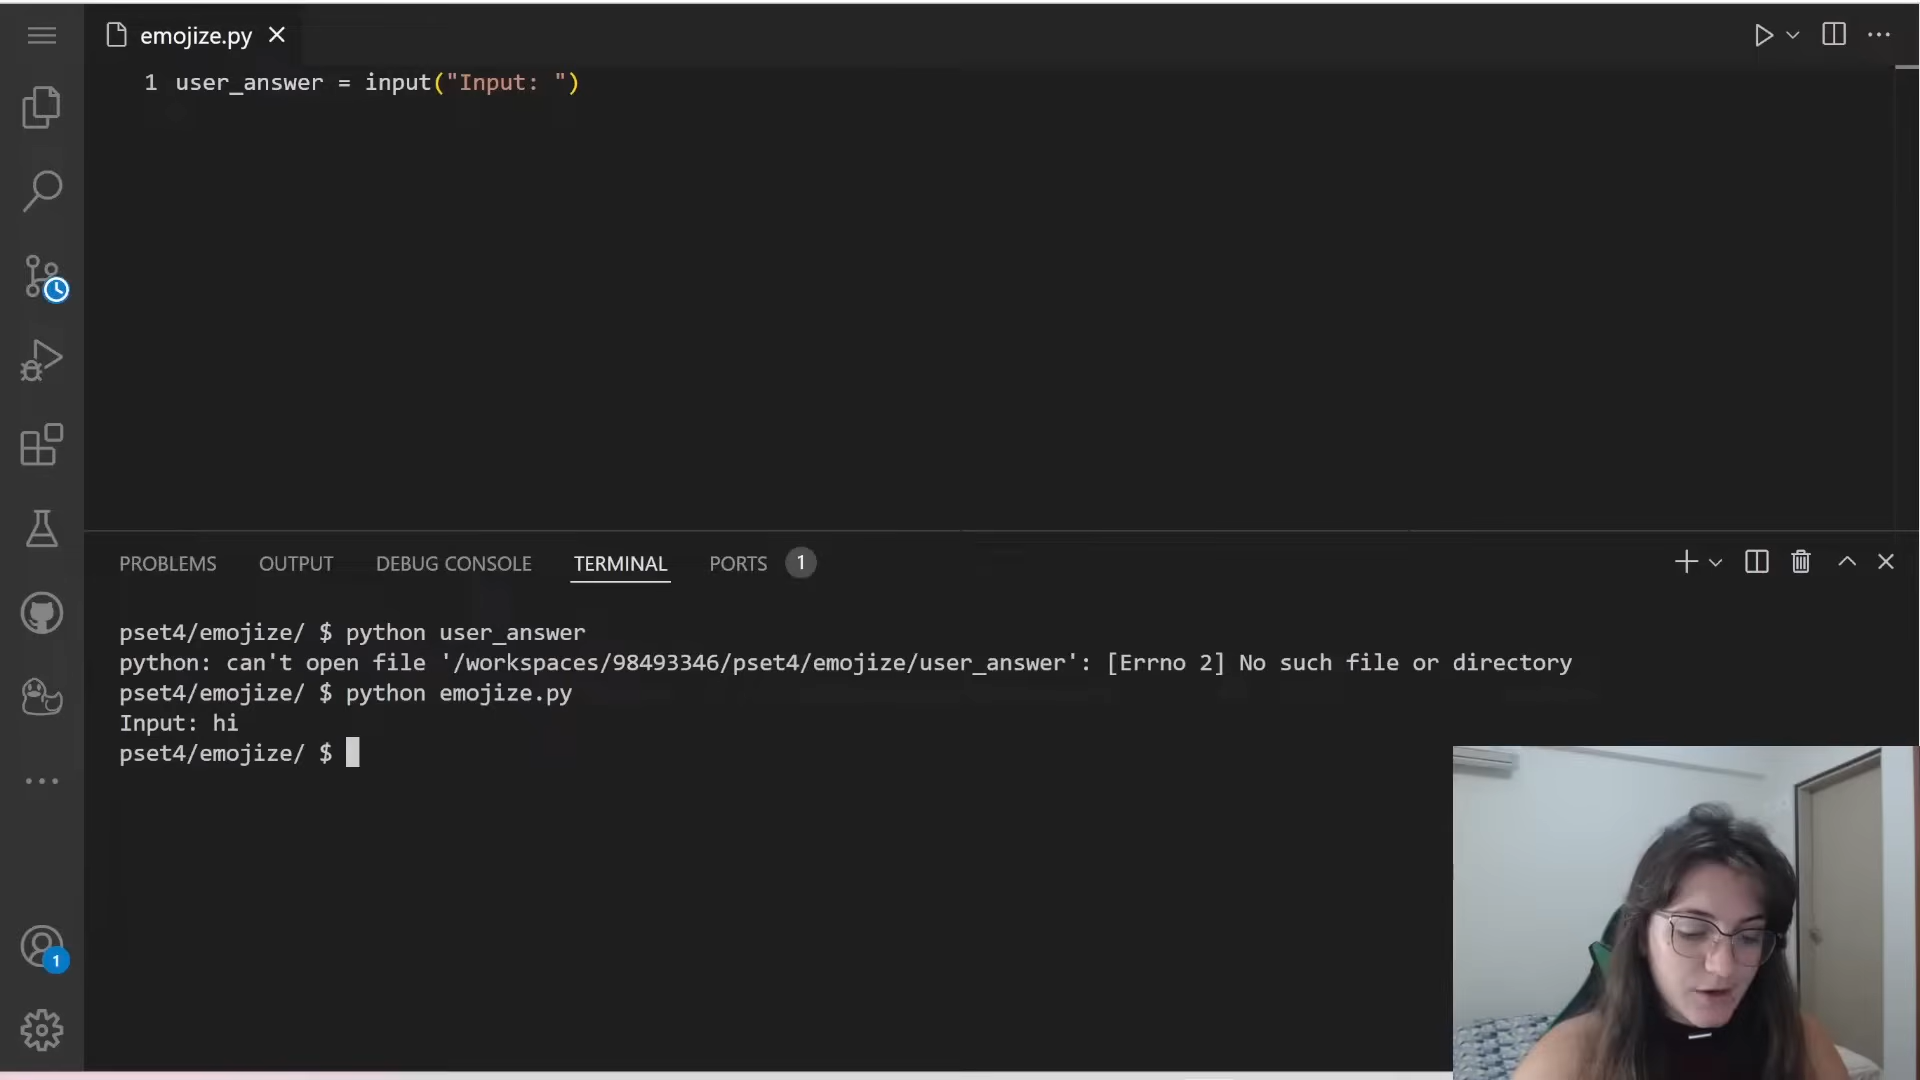 emojize.py
1 user_answer = input("Input: ")
PROBLEMS OUTPUT DEBUG CONSOLE TERMINAL PORTS 1
pset4/emojize/ $ python user_answer
python: can't open file '/workspaces/98493346/pset4/emojize/user_answer': [Errno 2] No such file or directory
pset4/emojize/ $ python emojize.py
Input: hi
pset4/emojize/ $
1